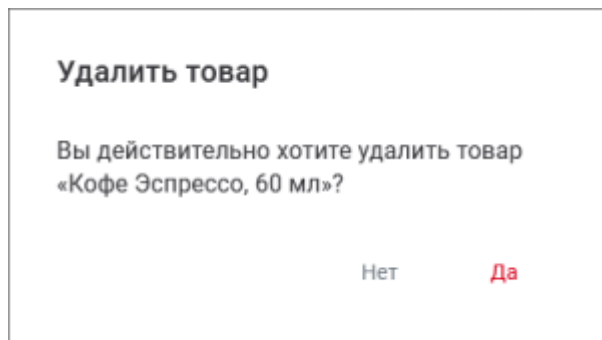 Удалить товар
Вы действительно хотите удалить товар
«Кофе Эспрессо, 60 мл»?
Нет Да